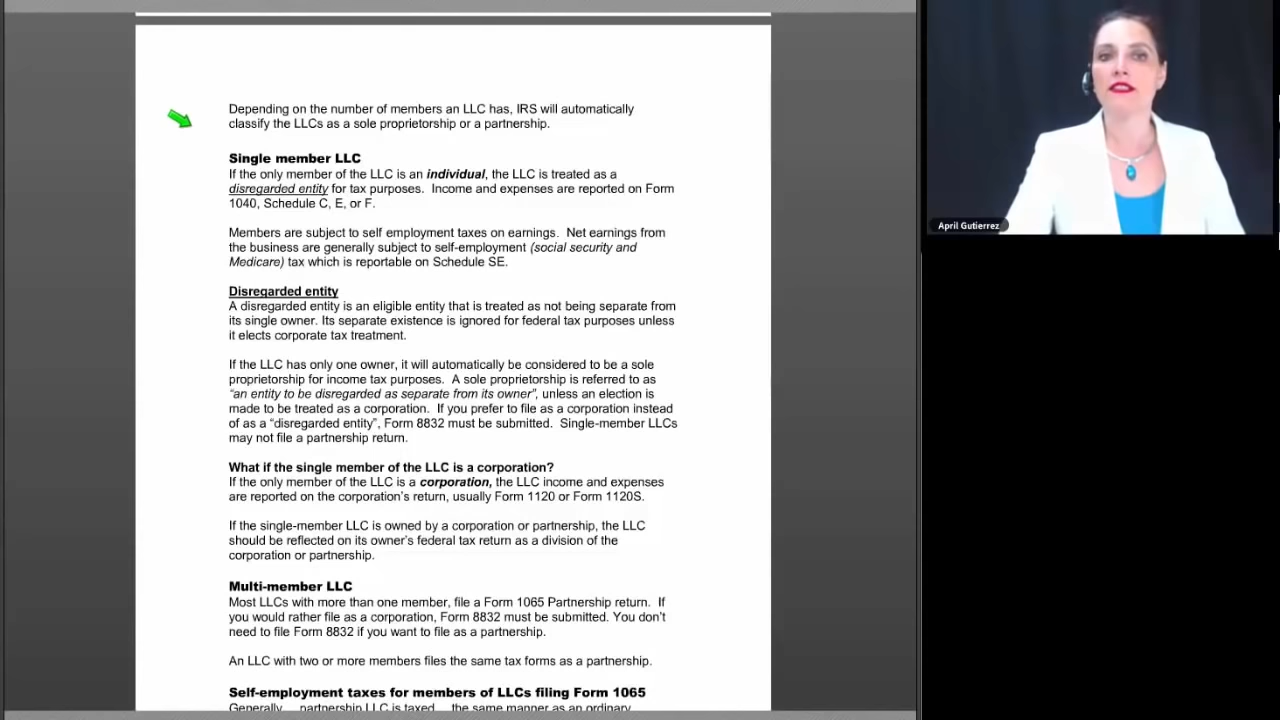 Depending on the number of members an LLC has, IRS will automatically
classify the LLCs as a sole proprietorship or a partnership.
Single member LLC
If the only member of the LLC is an individual, the LLC is treated as a
disregarded entity for tax purposes. Income and expenses are reported on Form
1040, Schedule C, E, or F.
Members are subject to self employment taxes on earnings. Net earnings from
the business are generally subject to self-employment (social security and
Medicare) tax which is reportable on Schedule SE.
Disregarded entity
A disregarded entity is an eligible entity that is treated as not being separate from
its single owner. Its separate existence is ignored for federal tax purposes unless
it elects corporate tax treatment.
If the LLC has only one owner, it will automatically be considered to be a sole
proprietorship for income tax purposes. A sole proprietorship is referred to as
“an entity to be disregarded as separate from its owner”, unless an election is
made to be treated as a corporation. If you prefer to file as a corporation instead
of as a “disregarded entity”, Form 8832 must be submitted. Single-member LLCs
may not file a partnership return.
What if the single member of the LLC is a corporation?
If the only member of the LLC is a corporation, the LLC income and expenses
are reported on the corporation’s return, usually Form 1120 or Form 1120S.
If the single-member LLC is owned by a corporation or partnership, the LLC
should be reflected on its owner’s federal tax return as a division of the
corporation or partnership.
Multi-member LLC
Most LLCs with more than one member, file a Form 1065 Partnership return. If
you would rather file as a corporation, Form 8832 must be submitted. You don’t
need to file Form 8832 if you want to file as a partnership.
An LLC with two or more members files the same tax forms as a partnership.
Self-employment taxes for members of LLCs filing Form 1065
Generally partnership LLC is taxed the same manner as an ordinary
April Gutierrez